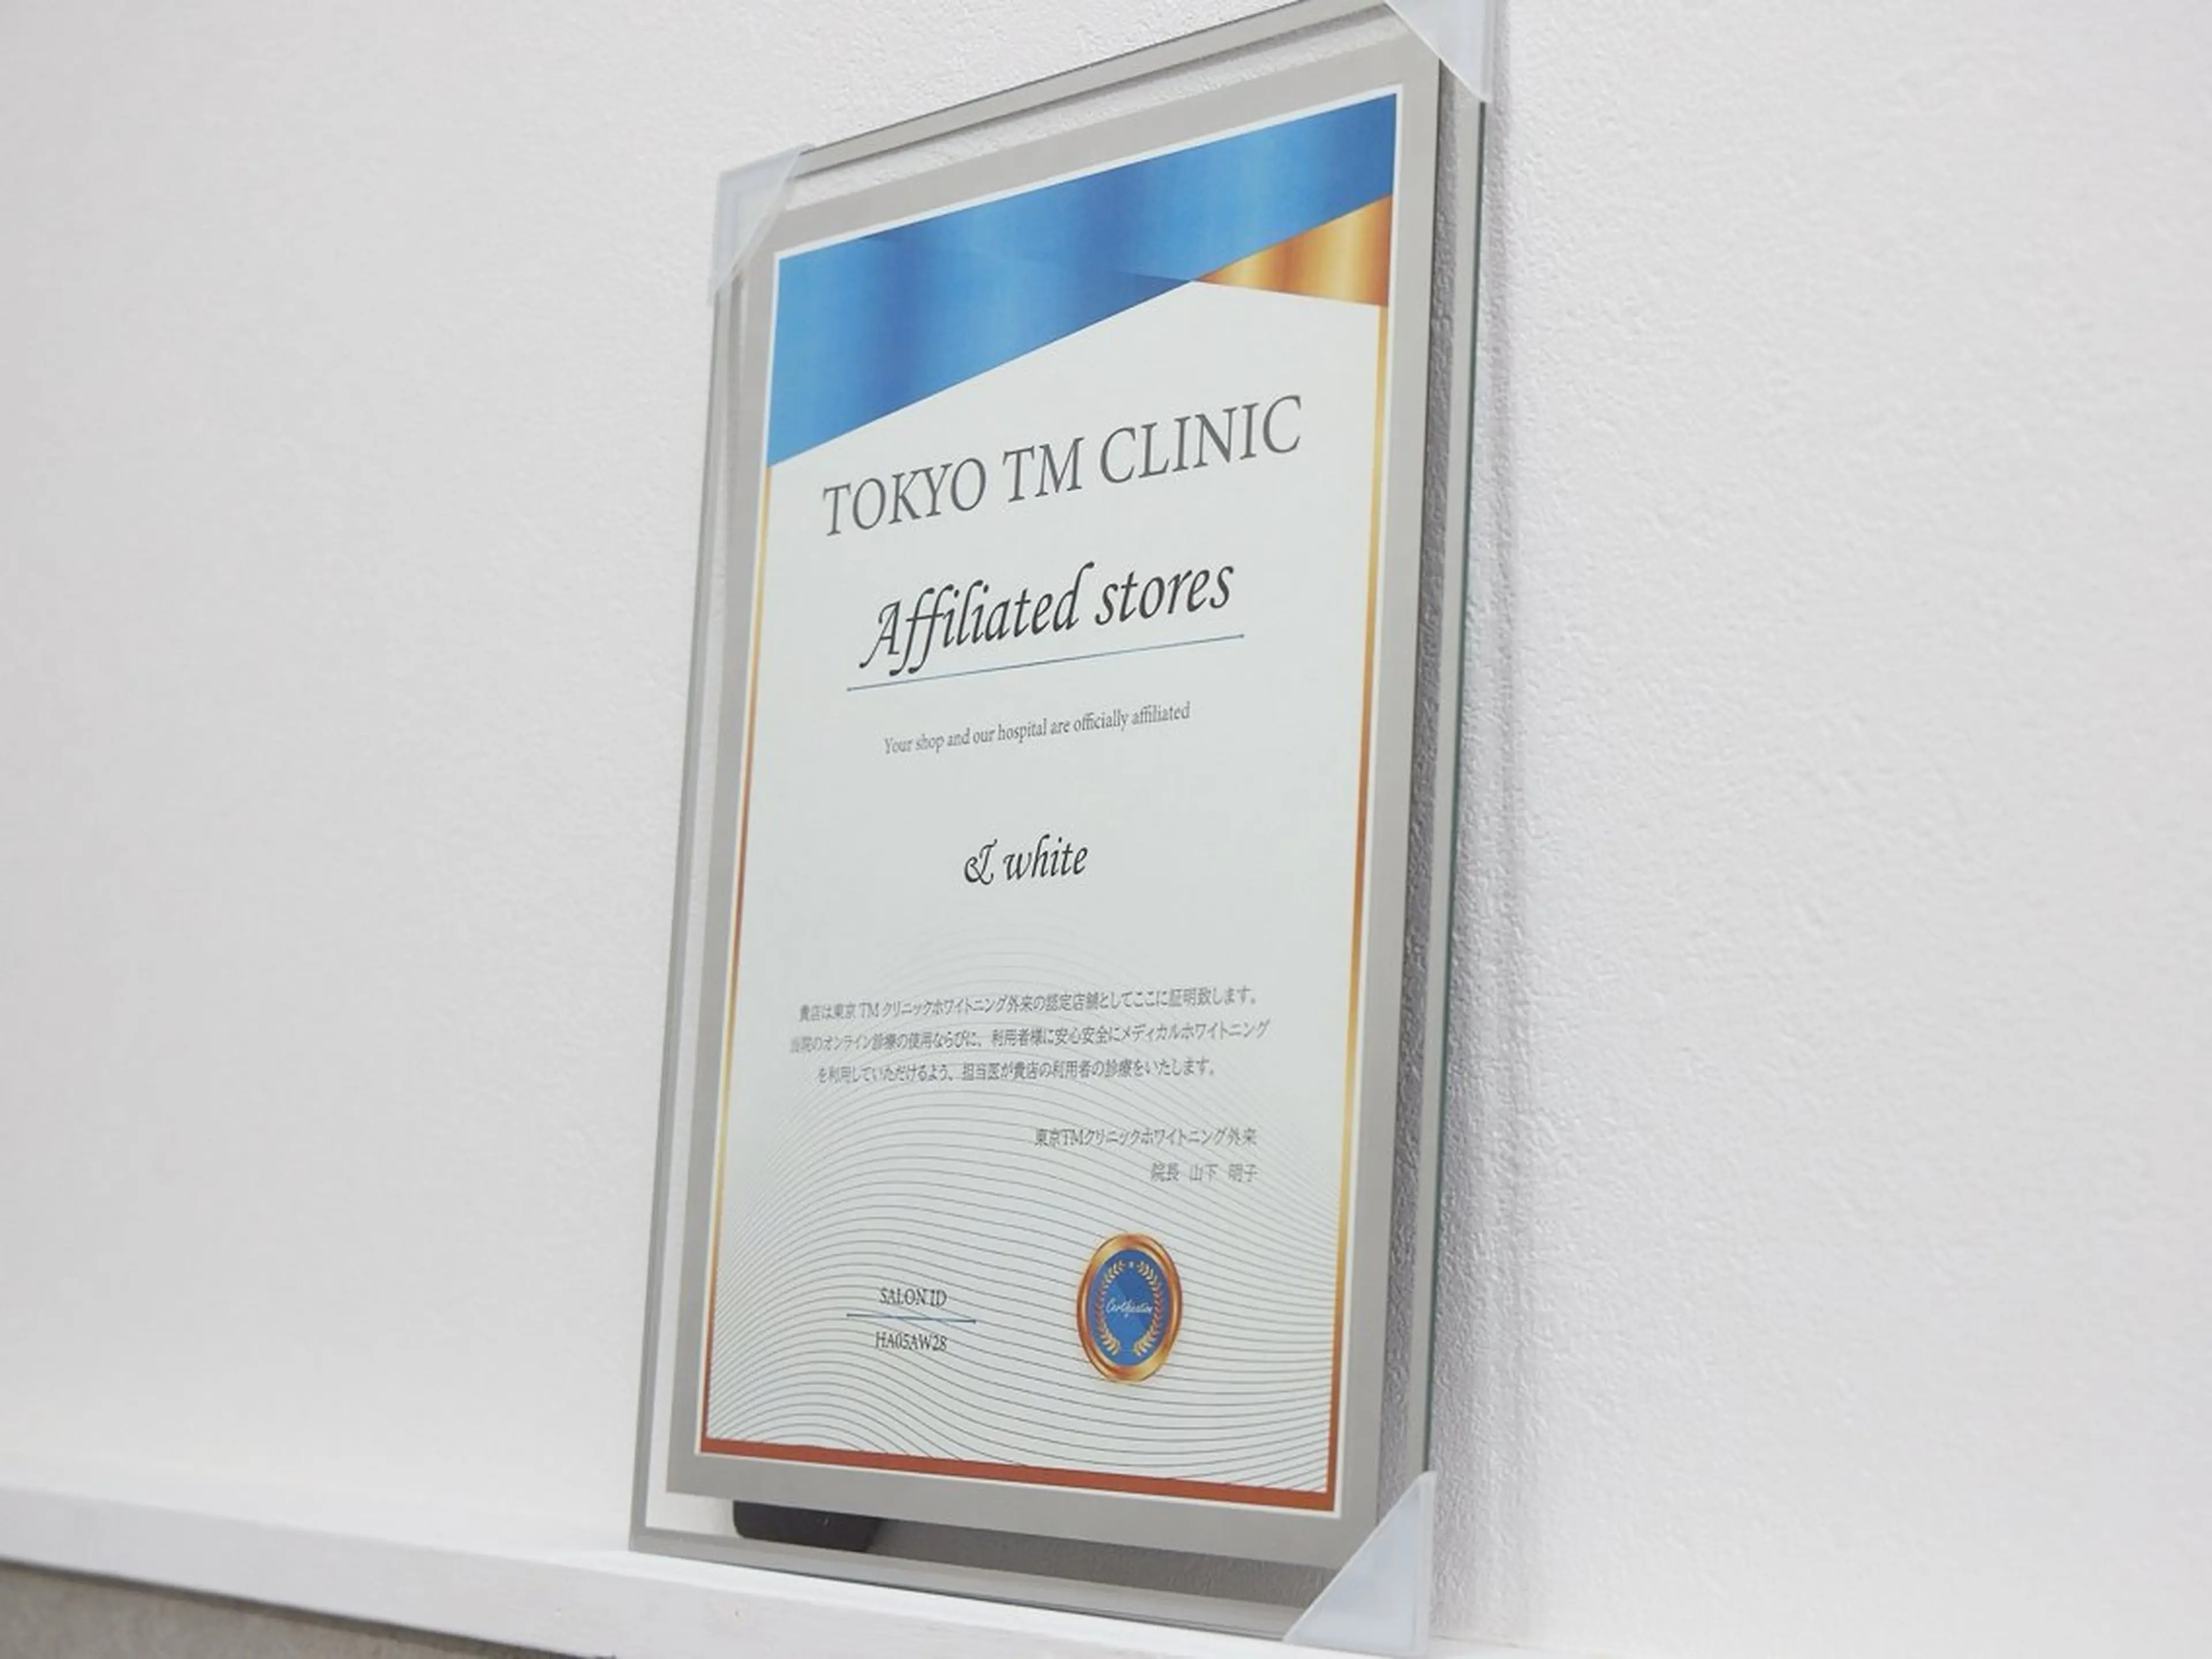 TOKYO TM CLINIC
Affiliated stores
Your shop and our hospital are officially affiliated
& white
貴店は東京 TM クリニックホワイトニング外来の認定店舗としてここに証明致します。
当院のオンライン診療の使用ならびに、利用者様に安心安全にメディカルホワイトニング
を利用していただけるよう、担当医が貴店の利用者の診療をいたします。
東京TMクリニックホワイトニング外来
院長 山下 明子
SALON ID
HA05AW28
Certification